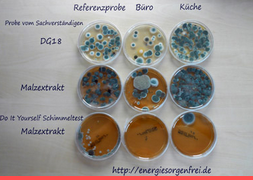 Referenzprobe Büro Küche
Probe vom Sachverständigen
DG18
Malzextrakt
Do It Yourself Schimmeltest
Malzextrakt
http://energiesorgenfrei.de